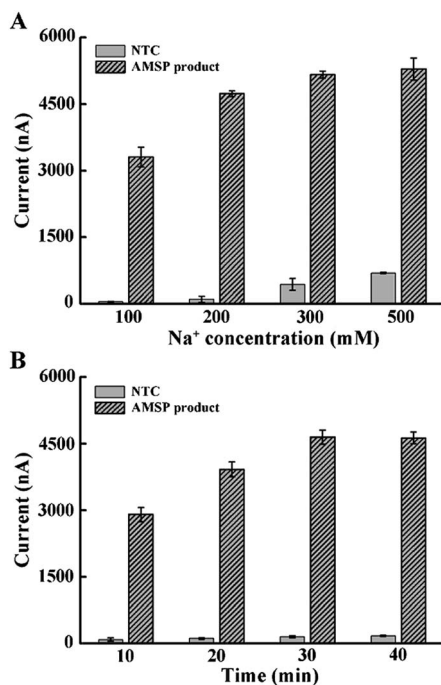 A
6000
NTC
AMSP product
4500
3000
1500
0
Current (nA)
100 200 300 500
Na⁺ concentration (mM)
B
6000
NTC
AMSP product
4500
3000
1500
0
Current (nA)
10 20 30 40
Time (min)